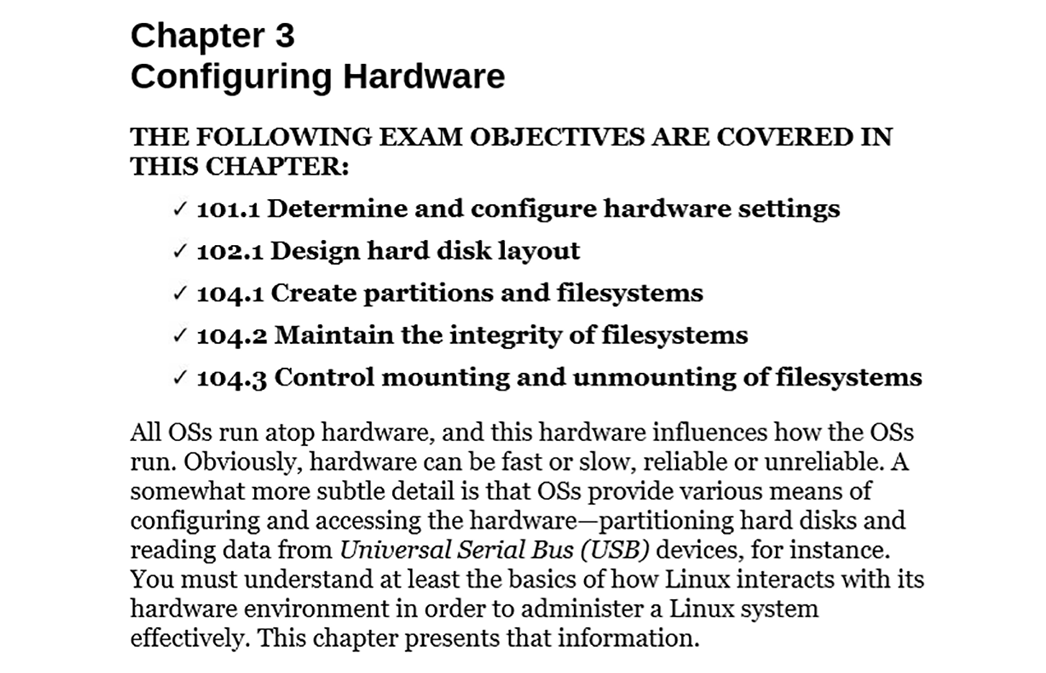 Chapter 3
Configuring Hardware
THE FOLLOWING EXAM OBJECTIVES ARE COVERED IN
THIS CHAPTER:
✓ 101.1 Determine and configure hardware settings
✓ 102.1 Design hard disk layout
✓ 104.1 Create partitions and filesystems
✓ 104.2 Maintain the integrity of filesystems
✓ 104.3 Control mounting and unmounting of filesystems
All OSs run atop hardware, and this hardware influences how the OSs
run. Obviously, hardware can be fast or slow, reliable or unreliable. A
somewhat more subtle detail is that OSs provide various means of
configuring and accessing the hardware—partitioning hard disks and
reading data from Universal Serial Bus (USB) devices, for instance.
You must understand at least the basics of how Linux interacts with its
hardware environment in order to administer a Linux system
effectively. This chapter presents that information.